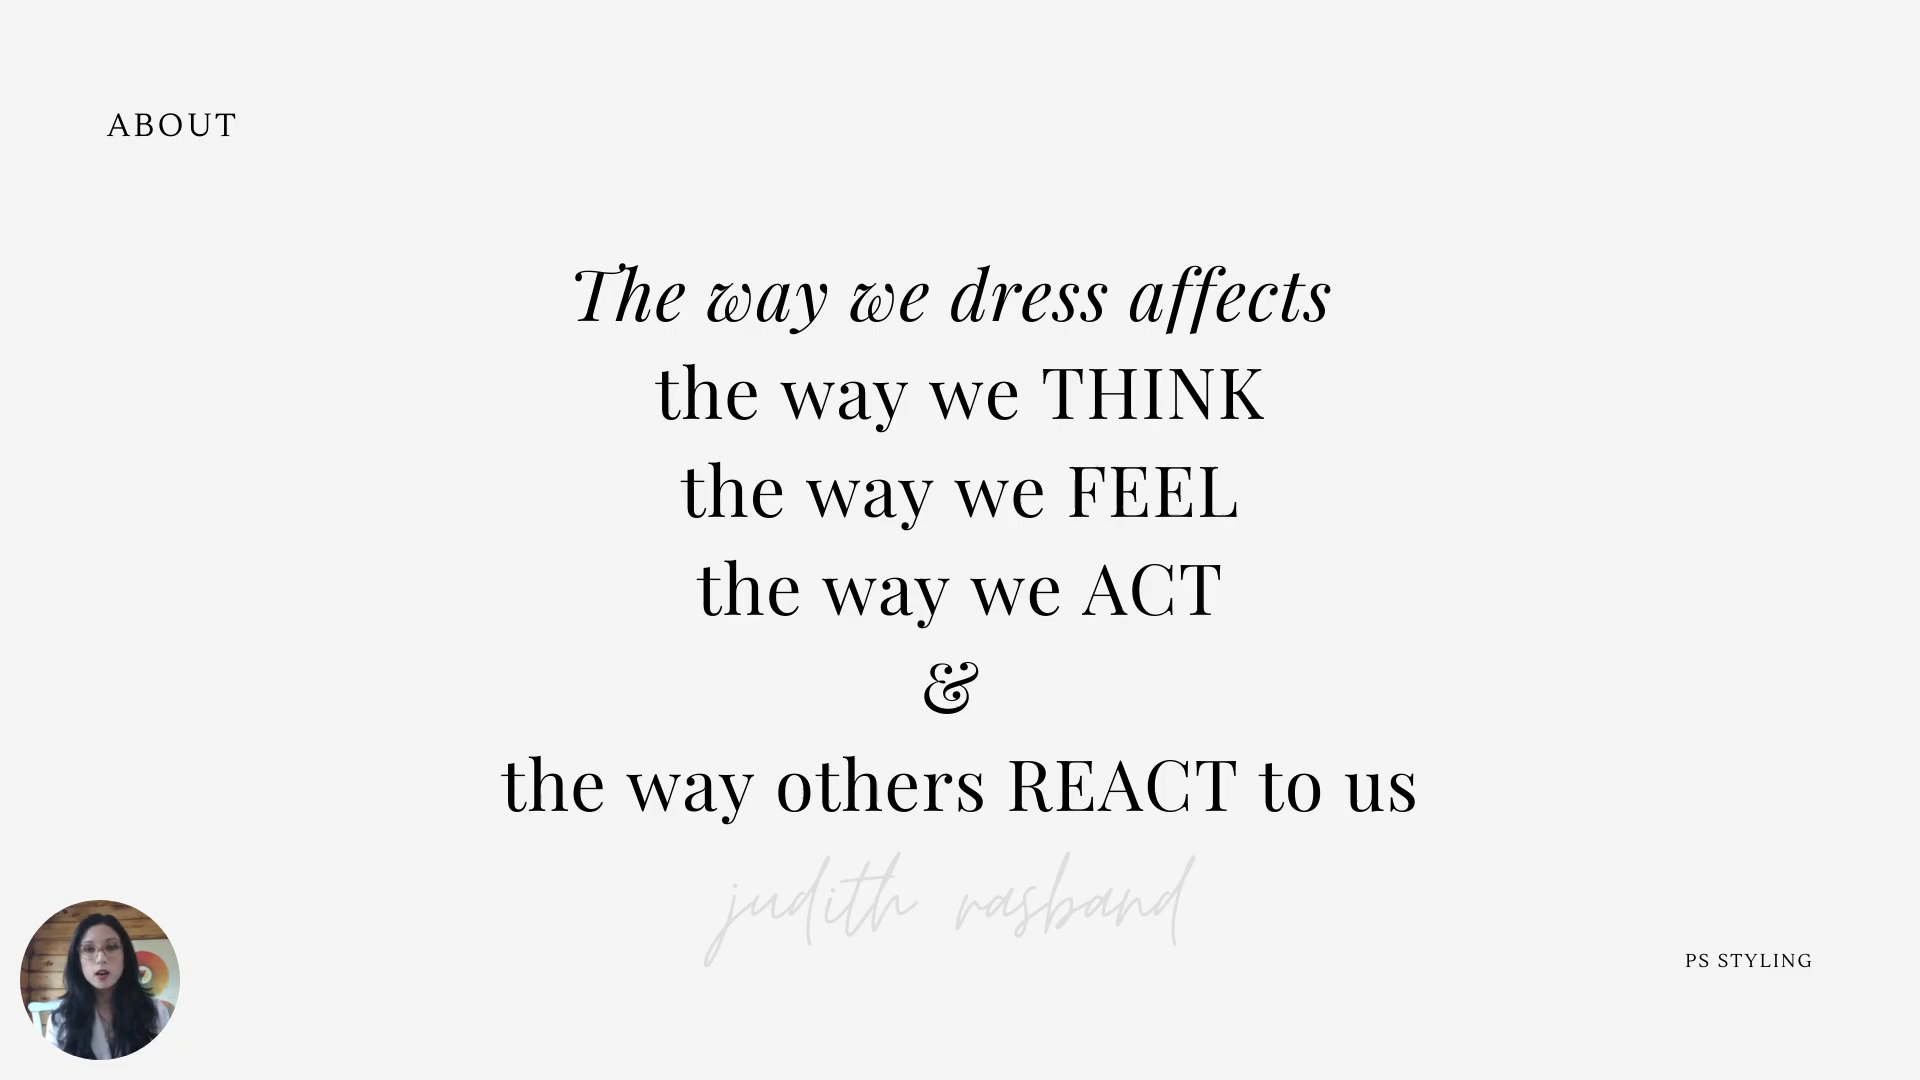 ABOUT
The way we dress affects
the way we THINK
the way we FEEL
the way we ACT
&
the way others REACT to us
judith rasband
PS STYLING